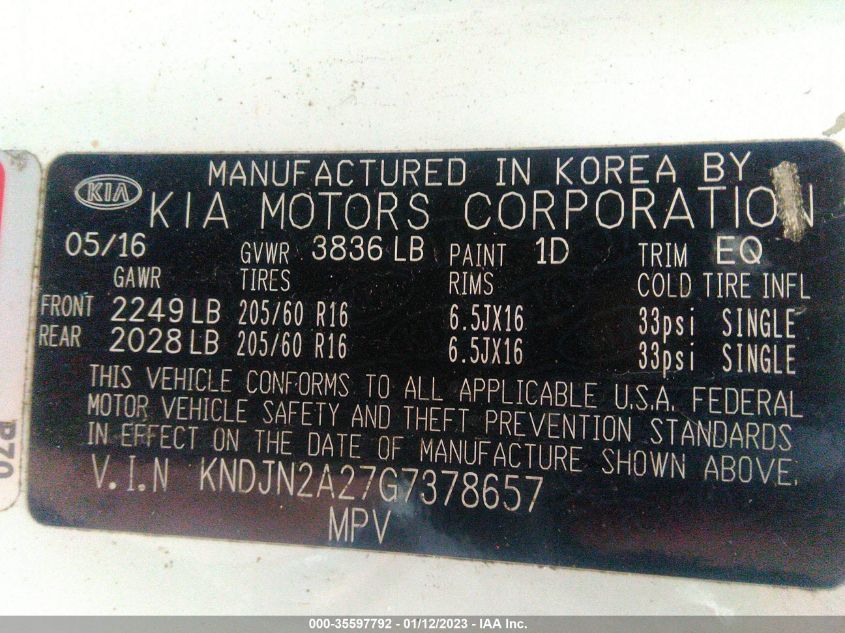 MANUFACTURED IN KOREA BY
KIA KIA MOTORS CORPORATION
05/16 GVWR 3836 LB PAINT 1D TRIM EQ
GAWR TIRES RIMS COLD TIRE INFL
FRONT 2249 LB 205/60 R16 6.5JX16 33psi SINGLE
REAR 2028 LB 205/60 R16 6.5JX16 33psi SINGLE
THIS VEHICLE CONFORMS TO ALL APPLICABLE U.S.A. FEDERAL
MOTOR VEHICLE SAFETY AND THEFT PREVENTION STANDARDS
IN EFFECT ON THE DATE OF MANUFACTURE SHOWN ABOVE.
V.I.N KNDJN2A27G7378657
MPV
000-35597792 - 01/12/2023 - IAA Inc.